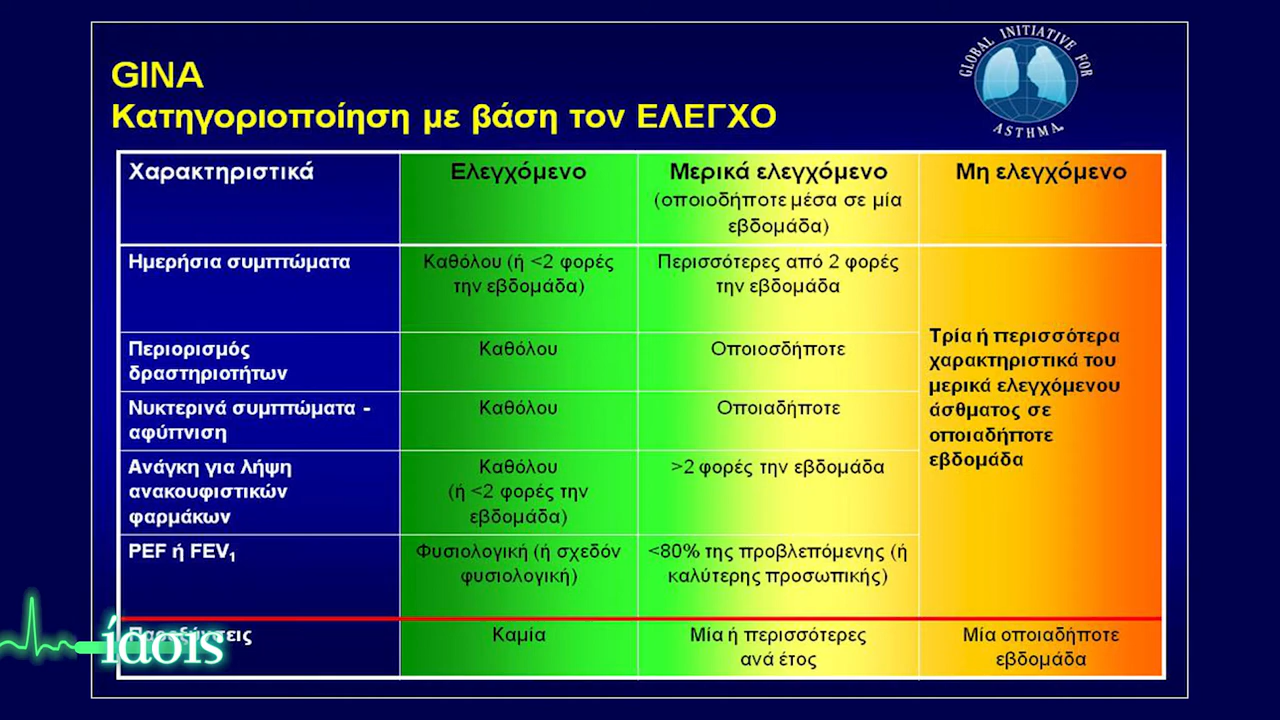 GINA
Κατηγοριοποίηση με βάση τον ΕΛΕΓΧΟ
GLOBAL INITIATIVE FOR
ASTHMA
Χαρακτηριστικά
Ελεγχόμενο
Μερικά ελεγχόμενο
(οποιοδήποτε μέσα σε μία
εβδομάδα)
Μη ελεγχόμενο
Ημερήσια συμπτώματα
Καθόλου (ή <2 φορές
την εβδομάδα)
Περισσότερες από 2 φορές
την εβδομάδα
Τρία ή περισσότερα
χαρακτηριστικά του
μερικά ελεγχόμενου
άσθματος σε
οποιαδήποτε
εβδομάδα
Περιορισμός
δραστηριοτήτων
Καθόλου
Οποιοσδήποτε
Νυκτερινά συμπτώματα -
αφύπνιση
Καθόλου
Οποιαδήποτε
Ανάγκη για λήψη
ανακουφιστικών
φαρμάκων
Καθόλου
(ή <2 φορές την
εβδομάδα)
>2 φορές την εβδομάδα
PEF ή FEV₁
Φυσιολογική (ή σχεδόν
φυσιολογική)
<80% της προβλεπόμενης (ή
καλύτερης προσωπικής)
Παροξύνσεις
Καμία
Μία ή περισσότερες
ανά έτος
Μία οποιαδήποτε
εβδομάδα
ίασις